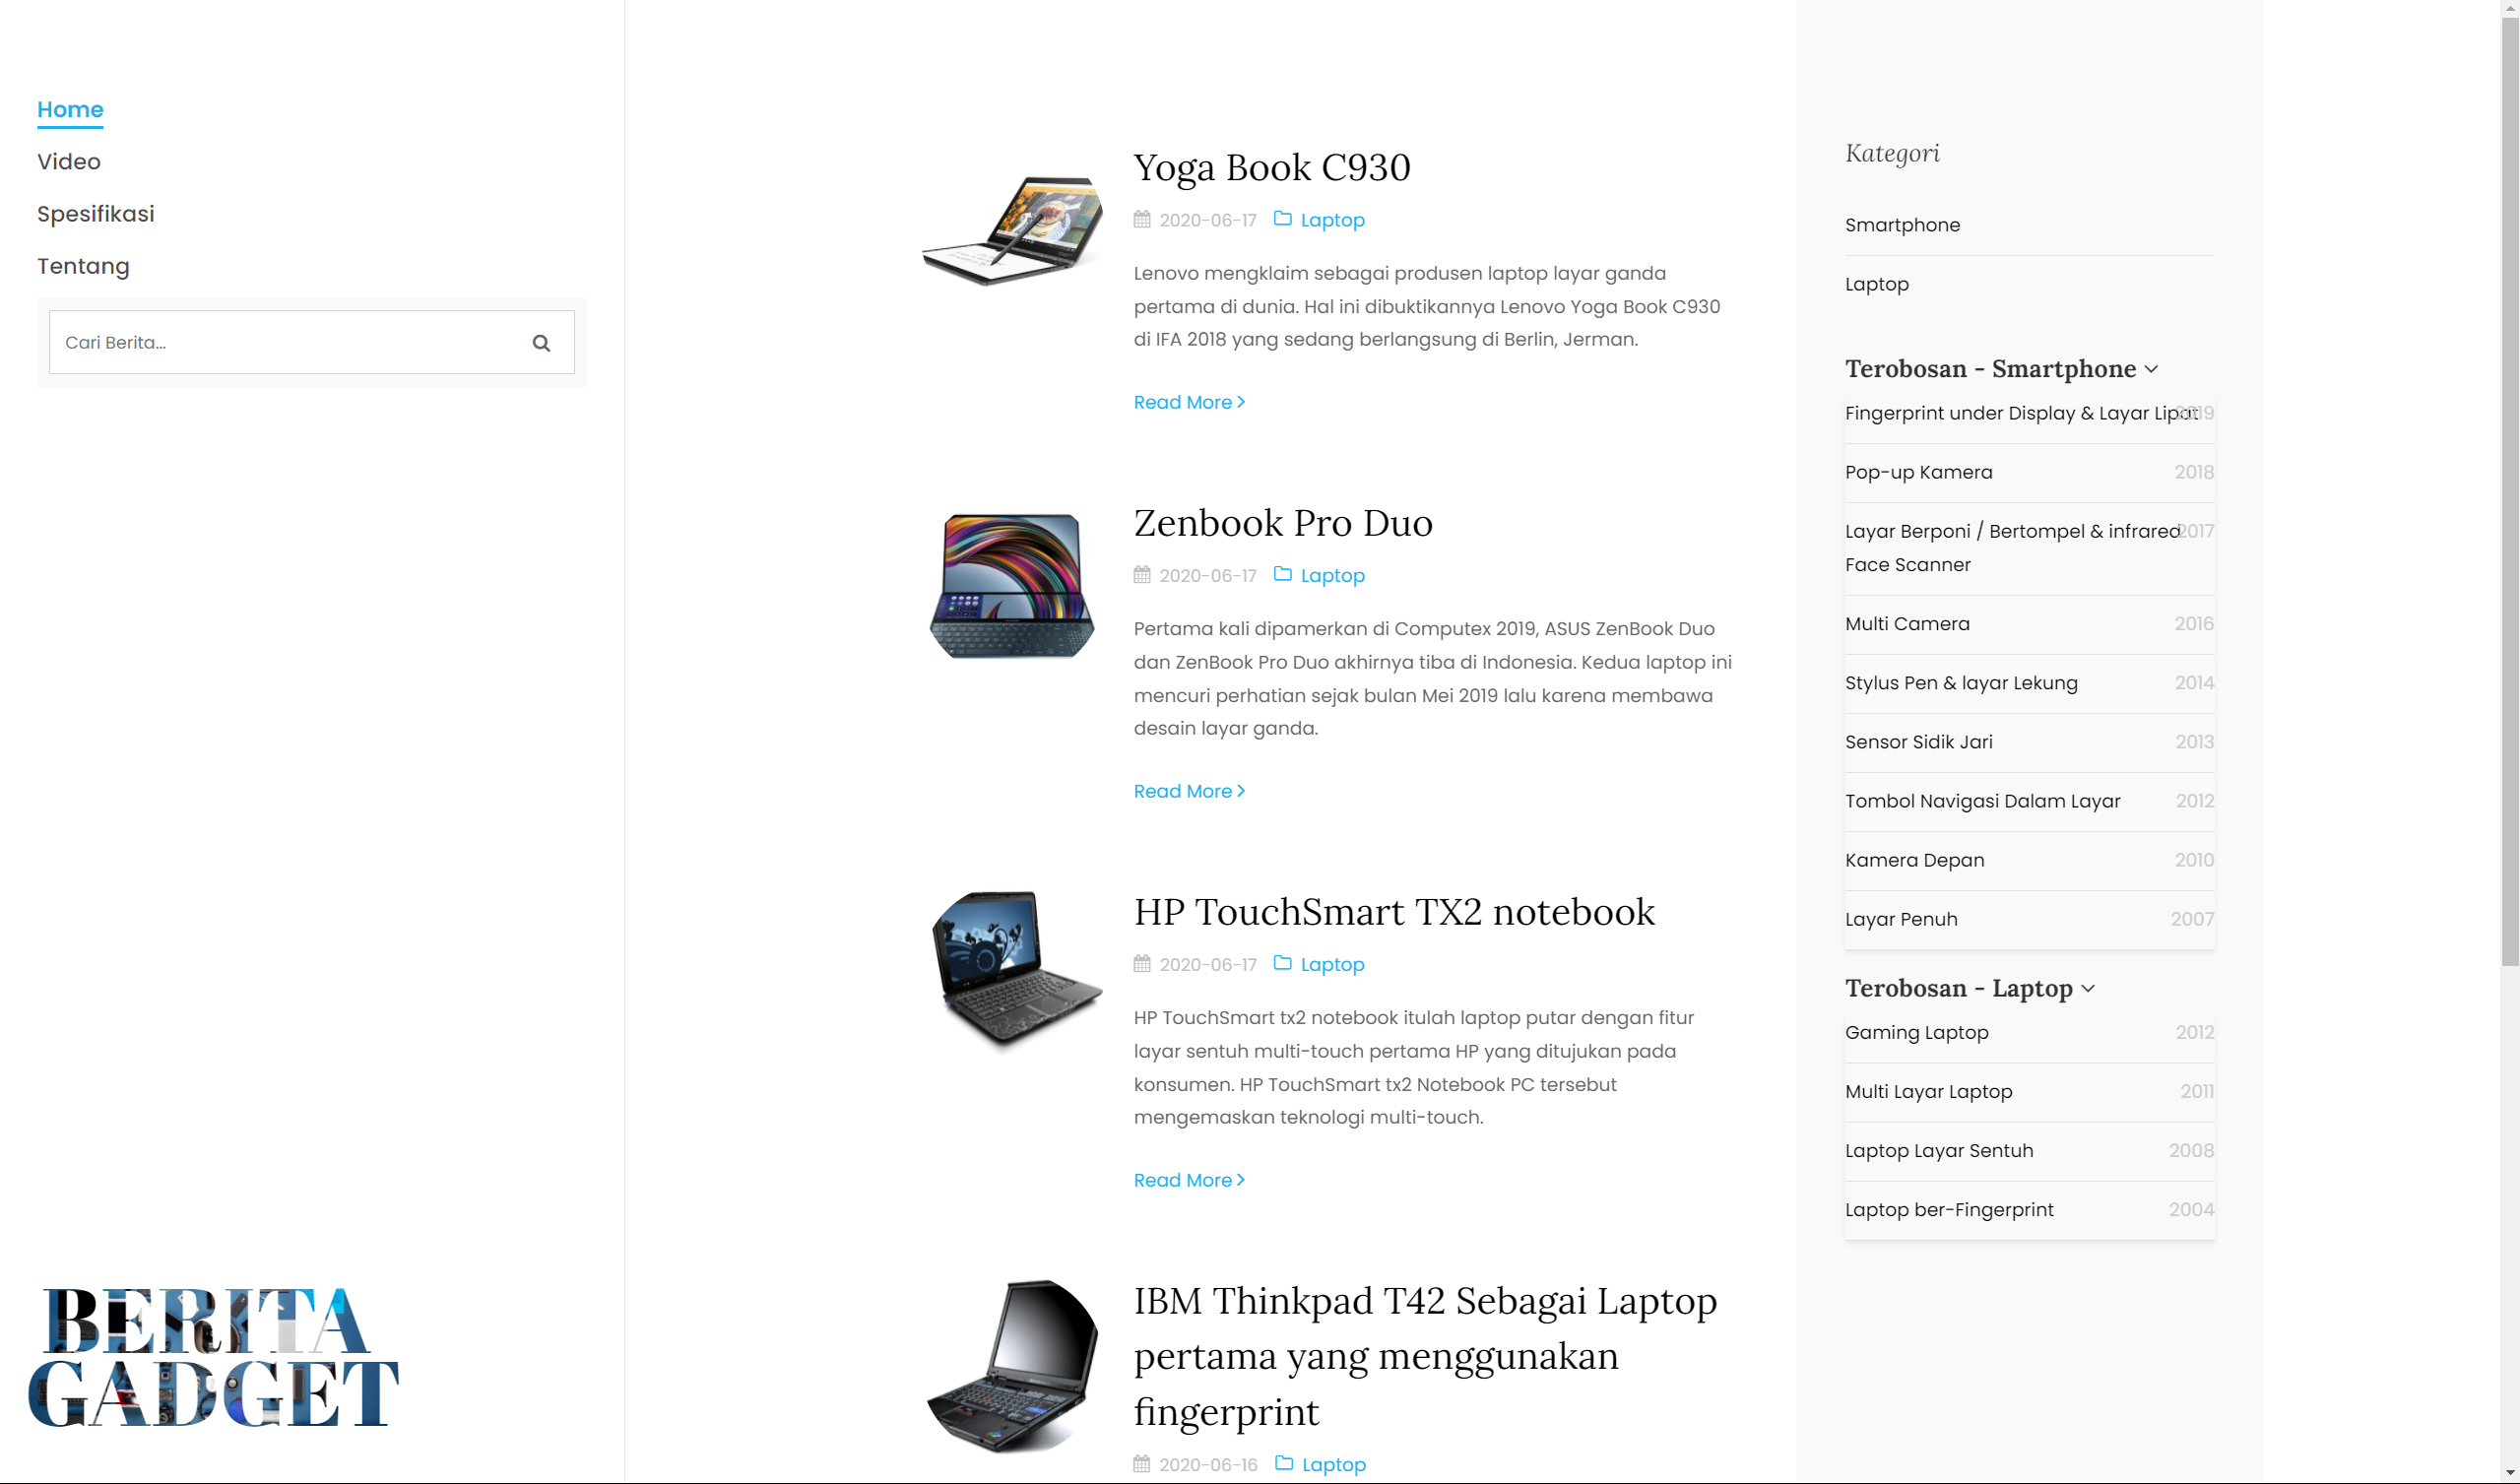 Home
Video
Spesifikasi
Tentang
Cari Berita...
BERITA
GADGET
Yoga Book C930
2020-06-17 Laptop
Lenovo mengklaim sebagai produsen laptop layar ganda
pertama di dunia. Hal ini dibuktikannya Lenovo Yoga Book C930
di IFA 2018 yang sedang berlangsung di Berlin, Jerman.
Read More
Zenbook Pro Duo
2020-06-17 Laptop
Pertama kali dipamerkan di Computex 2019, ASUS ZenBook Duo
dan ZenBook Pro Duo akhirnya tiba di Indonesia. Kedua laptop ini
mencuri perhatian sejak bulan Mei 2019 lalu karena membawa
desain layar ganda.
Read More
HP TouchSmart TX2 notebook
2020-06-17 Laptop
HP TouchSmart tx2 notebook itulah laptop putar dengan fitur
layar sentuh multi-touch pertama HP yang ditujukan pada
konsumen. HP TouchSmart tx2 Notebook PC tersebut
mengemaskan teknologi multi-touch.
Read More
IBM Thinkpad T42 Sebagai Laptop
pertama yang menggunakan
fingerprint
2020-06-16 Laptop
Kategori
Smartphone
Laptop
Terobosan - Smartphone
Fingerprint under Display & Layar Lipat 2019
Pop-up Kamera 2018
Layar Berponi / Bertompel & infrared 2017
Face Scanner
Multi Camera 2016
Stylus Pen & layar Lekung 2014
Sensor Sidik Jari 2013
Tombol Navigasi Dalam Layar 2012
Kamera Depan 2010
Layar Penuh 2007
Terobosan - Laptop
Gaming Laptop 2012
Multi Layar Laptop 2011
Laptop Layar Sentuh 2008
Laptop ber-Fingerprint 2004